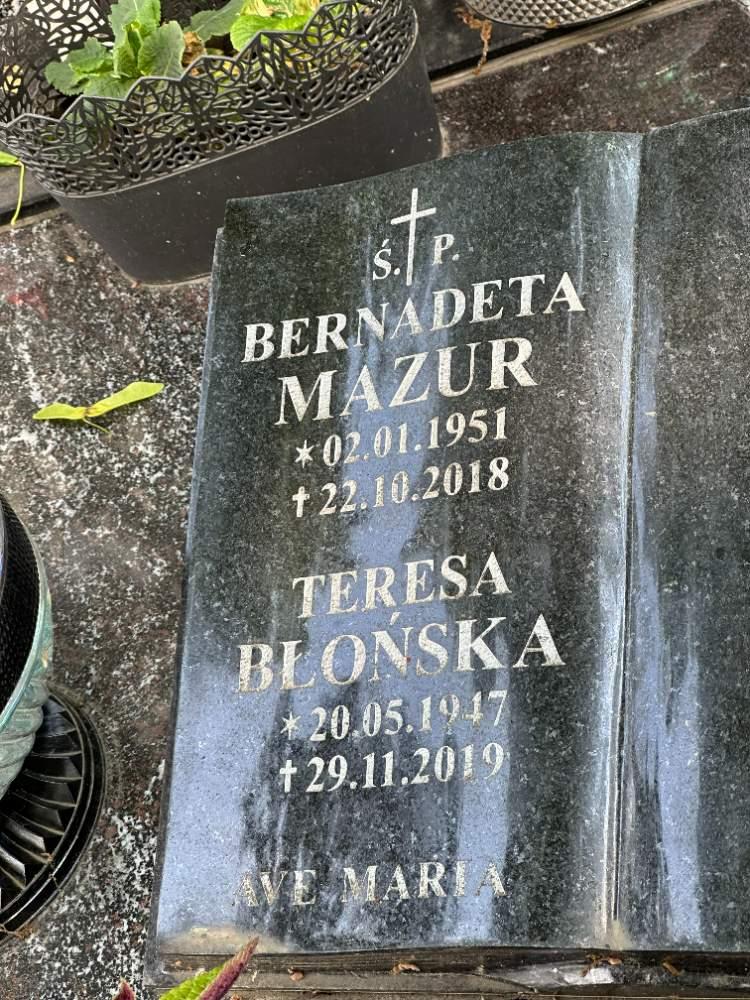 Ś. P.
BERNADETA
MAZUR
* 02.01.1951
† 22.10.2018
TERESA
BŁOŃSKA
* 20.05.1947
† 29.11.2019
AVE MARIA